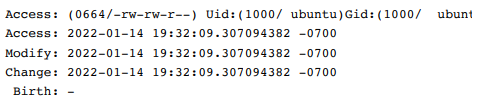 Access: (0664/-rw-rw-r--) Uid:(1000/ ubuntu)Gid:(1000/ ubunt
Access: 2022-01-14 19:32:09.307094382 -0700
Modify: 2022-01-14 19:32:09.307094382 -0700
Change: 2022-01-14 19:32:09.307094382 -0700
Birth: -